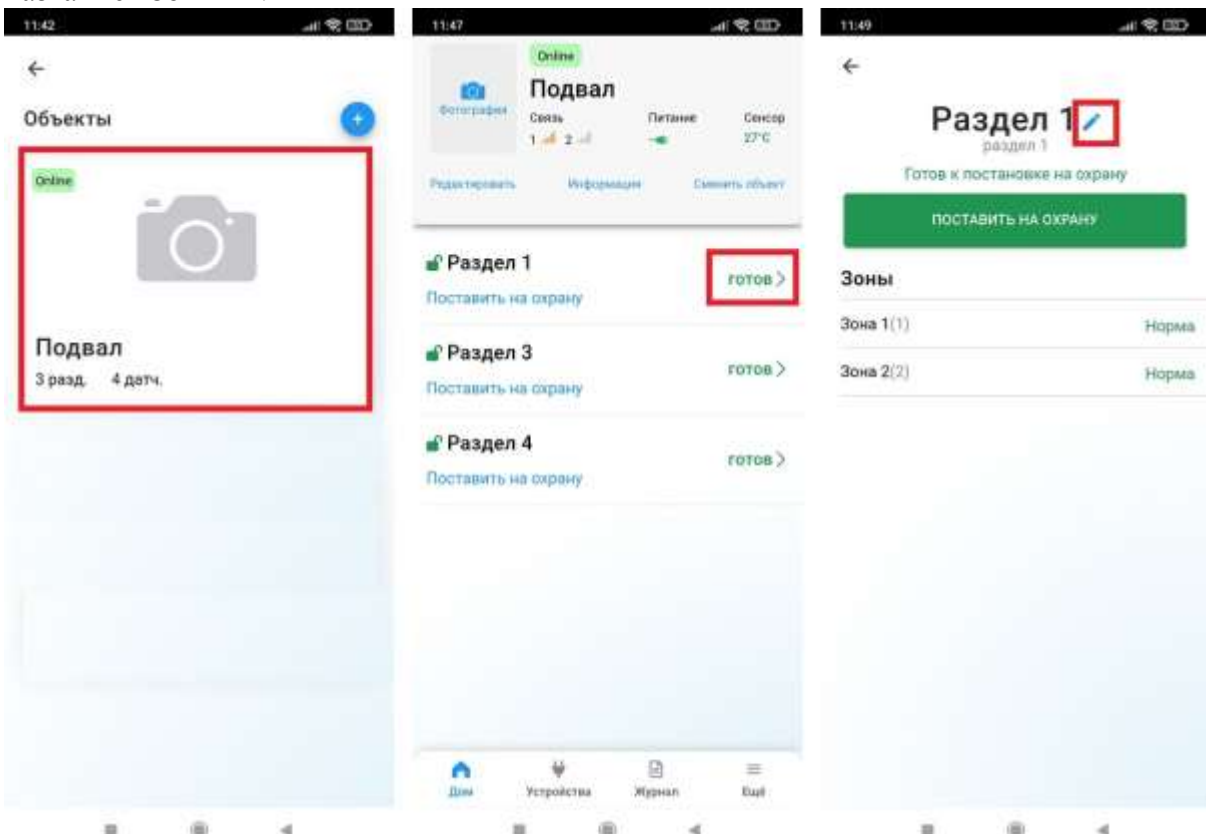 11:42
Объекты
Online
Подвал
3 разд. 4 датч.
11:47
Online
Фотография
Подвал
Связь Питание Сенсор
1 2 27°C
Редактировать Информация Сменить объект
Раздел 1
готов
Поставить на охрану
Раздел 3
готов
Поставить на охрану
Раздел 4
готов
Поставить на охрану
Дом Устройства Журнал Ещё
11:49
Раздел 1
раздел 1
Готов к постановке на охрану
ПОСТАВИТЬ НА ОХРАНУ
Зоны
Зона 1(1) Норма
Зона 2(2) Норма